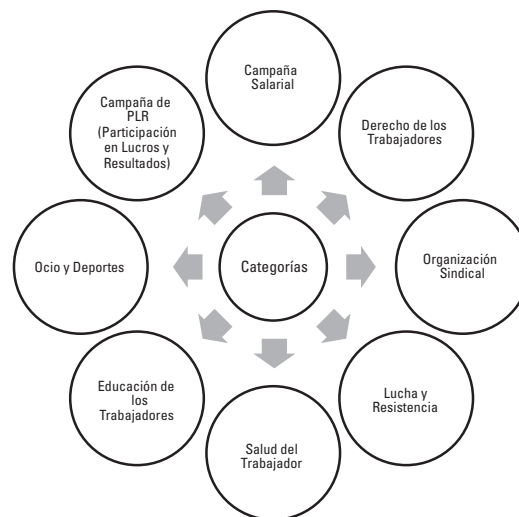 Campaña
Salarial
Campaña de
PLR
(Participación
en Lucros y
Resultados)
Derecho de los
Trabajadores
Ocio y Deportes
Categorías
Organización
Sindical
Educación de
los
Trabajadores
Lucha y
Resistencia
Salud del
Trabajador